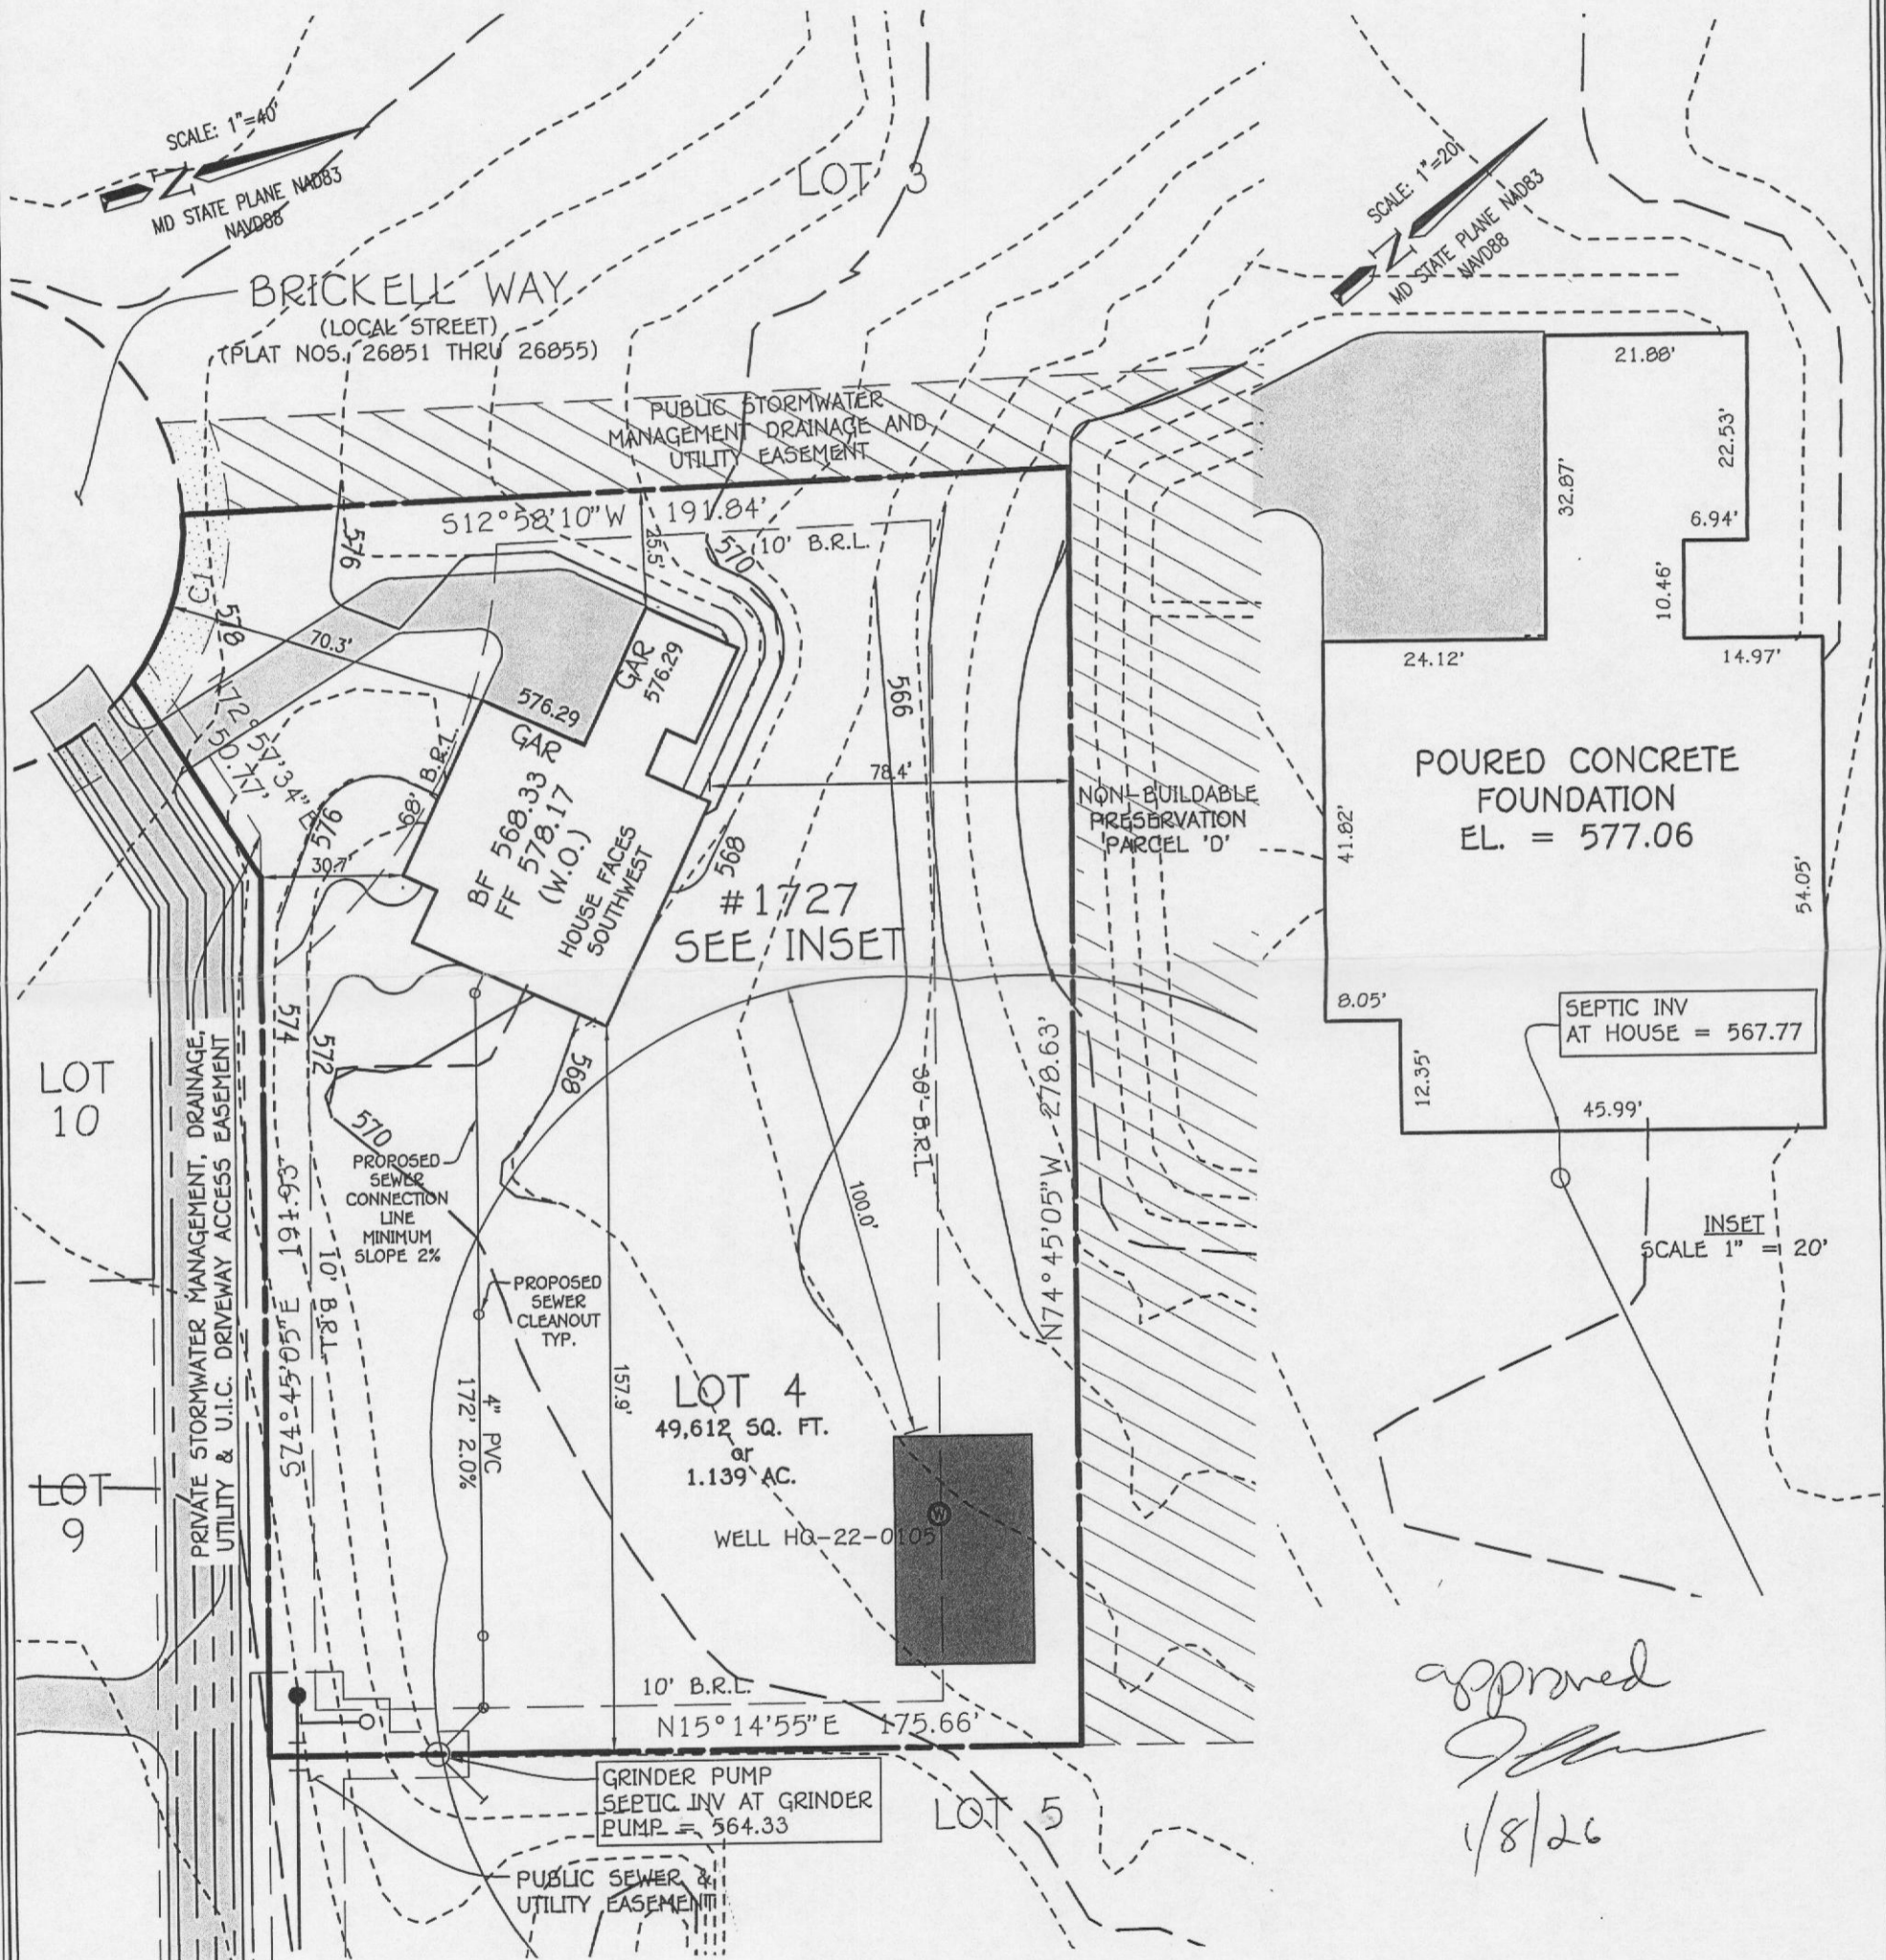 SCALE: 1"=40'
N
MD STATE PLANE NAD83
NAVD88
LOT 3
SCALE: 1"=20'
N
MD STATE PLANE NAD83
NAVD88
BRICKELL WAY
(LOCAL STREET)
(PLAT NOS. 26851 THRU 26855)
PUBLIC STORMWATER
MANAGEMENT DRAINAGE AND
UTILITY EASEMENT
S12°58'10"W 191.84'
10' B.R.L.
25.5'
576
570
C1
578
70.3'
GAR
576.29
576.29
GAR
BF 568.33
FF 578.17
(W.O.)
HOUSE FACES
SOUTHWEST
72°57'34"E
50.77'
576
68' B.R.L.
30.7'
566
78.4'
568
NON-BUILDABLE
PRESERVATION
PARCEL 'D'
#1727
SEE INSET
21.88'
22.53'
32.87'
6.94'
10.46'
24.12'
14.97'
POURED CONCRETE
FOUNDATION
EL. = 577.06
41.82'
54.05'
8.05'
12.35'
SEPTIC INV
AT HOUSE = 567.77
45.99'
INSET
SCALE 1" = 20'
LOT
10
PRIVATE STORMWATER MANAGEMENT, DRAINAGE,
UTILITY & U.I.C. DRIVEWAY ACCESS EASEMENT
574
572
570
568
PROPOSED
SEWER
CONNECTION
LINE
MINIMUM
SLOPE 2%
PROPOSED
SEWER
CLEANOUT
TYP.
S74°45'05"E 191.93'
10' B.R.L.
4" PVC
172' 2.0%
157.9'
100.0'
B.R.L.
N74°45'05"W 278.63'
LOT 4
49,612 SQ. FT.
or
1.139 AC.
WELL HO-22-0105
W
LOT
9
10' B.R.L.
N15°14'55"E 175.66'
GRINDER PUMP
SEPTIC INV AT GRINDER
PUMP = 564.33
LOT 5
PUBLIC SEWER &
UTILITY EASEMENT
approved
1/8/26